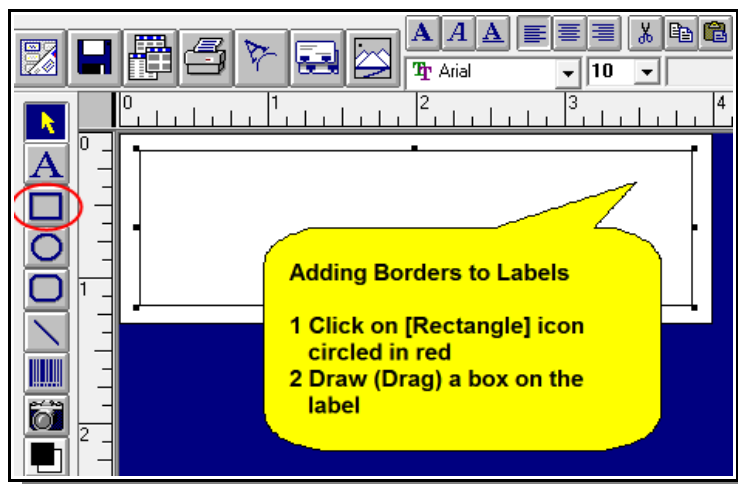 A A A
Arial 10
0 1 2 3 4
A
0
1
2
Adding Borders to Labels
1 Click on [Rectangle] icon
circled in red
2 Draw (Drag) a box on the
label